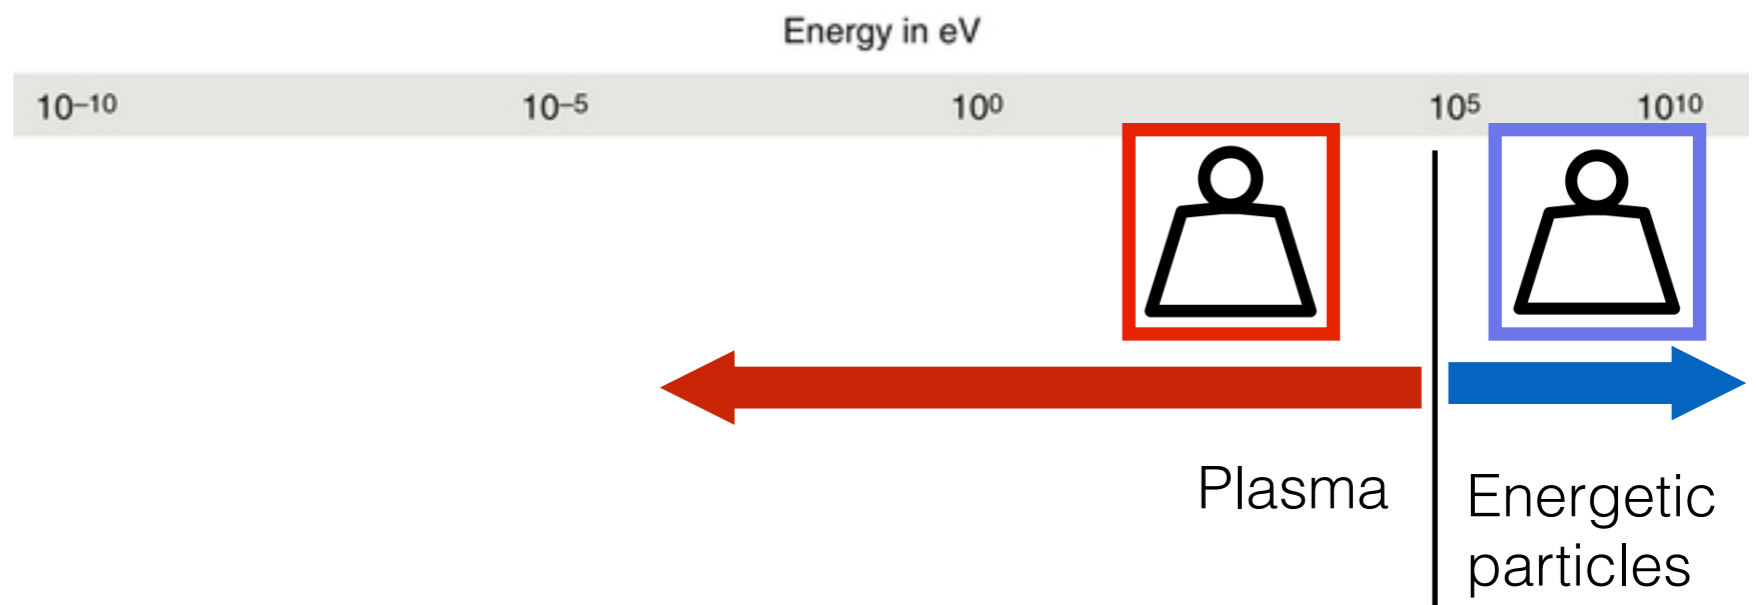 Energy in eV
10⁻¹⁰ 10⁻⁵ 10⁰ 10⁵ 10¹⁰
Plasma
Energetic
particles